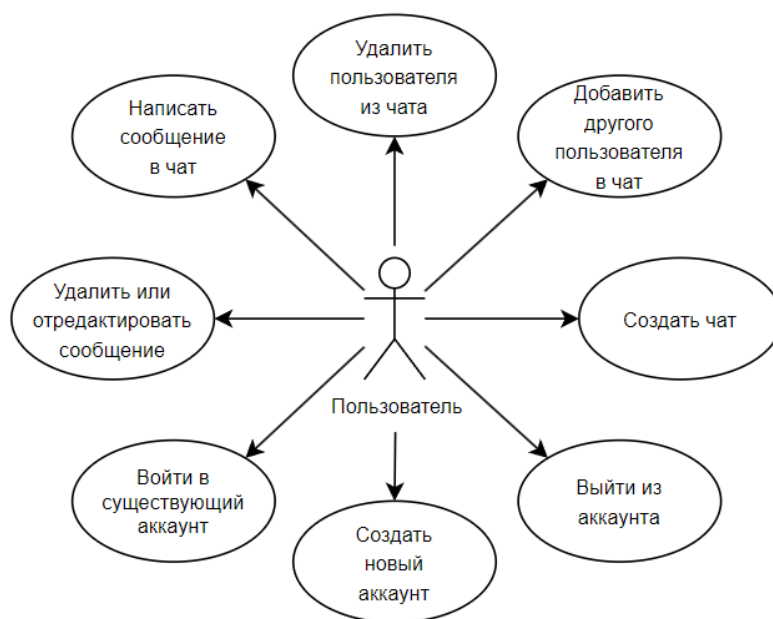 Удалить
пользователя
из чата
Написать
сообщение
в чат
Добавить
другого
пользователя
в чат
Удалить или
отредактировать
сообщение
Создать чат
Пользователь
Войти в
существующий
аккаунт
Выйти из
аккаунта
Создать
новый
аккаунт